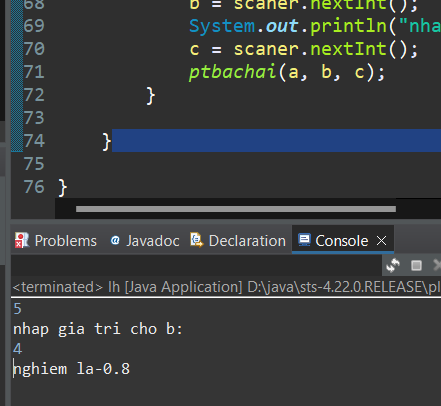 68 b = scaner.nextInt();
69 System.out.println("nha
70 c = scaner.nextInt();
71 ptbachai(a, b, c);
72 }
73
74 }
75
76 }
Problems @ Javadoc Declaration Console
<terminated> lh [Java Application] D:\java\sts-4.22.0.RELEASE\pl
5
nhap gia tri cho b:
4
nghiem la-0.8